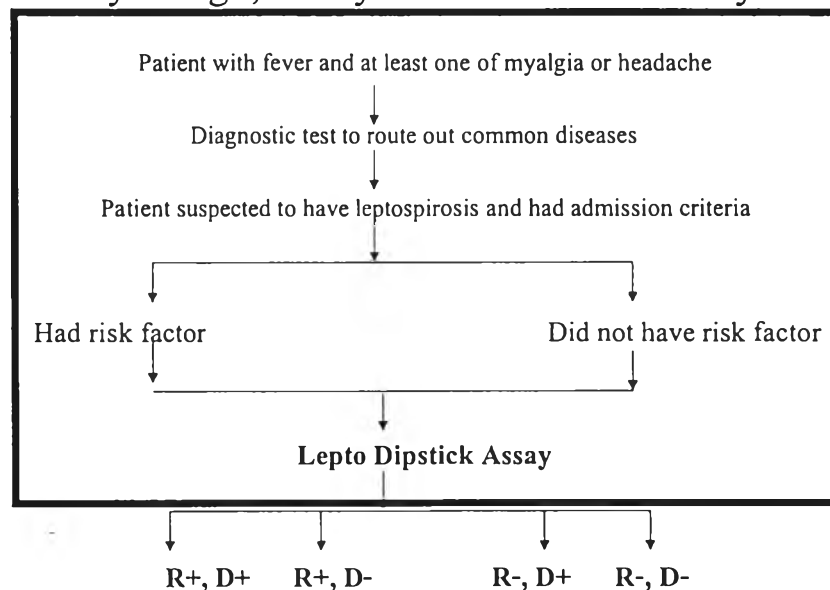 Patient with fever and at least one of myalgia or headache
Diagnostic test to route out common diseases
Patient suspected to have leptospirosis and had admission criteria
Had risk factor
Did not have risk factor
Lepto Dipstick Assay
R+, D+ R+, D- R-, D+ R-, D-